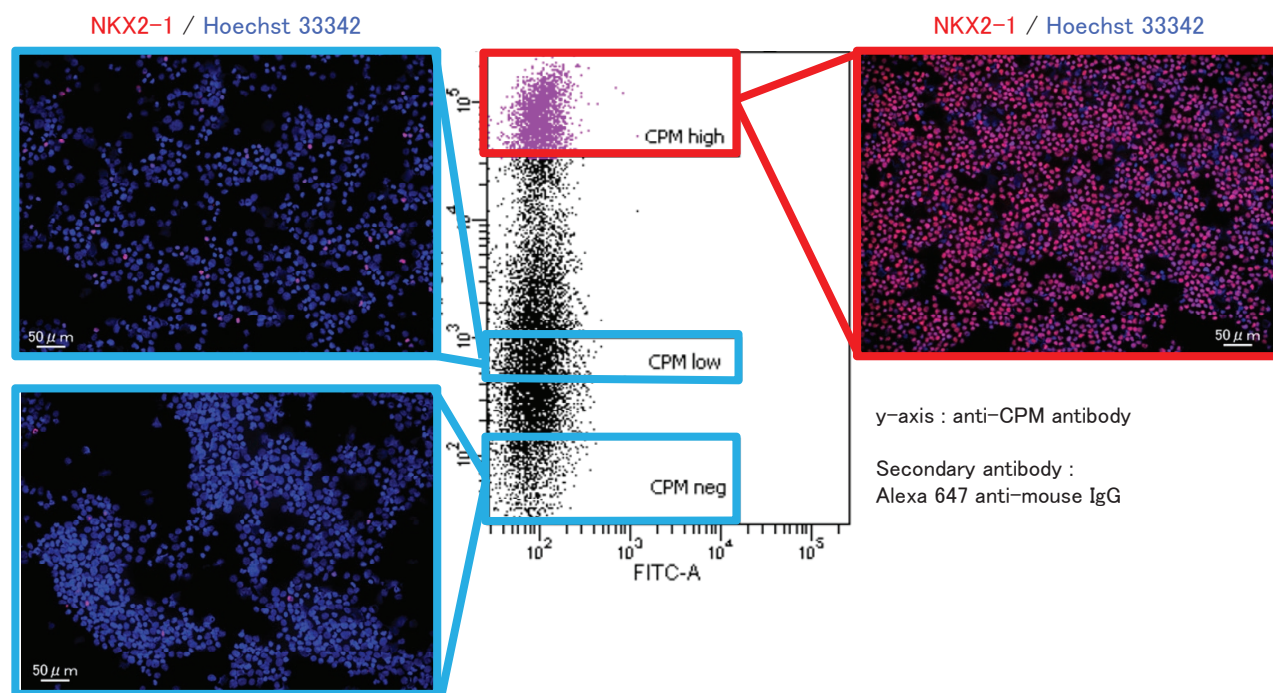 NKX2-1 / Hoechst 33342
NKX2-1 / Hoechst 33342
50 μm
50 μm
50 μm
10^5
10^4
10^3
10^2
CPM high
CPM low
CPM neg
10^2 10^3 10^4 10^5
FITC-A
y-axis : anti-CPM antibody
Secondary antibody :
Alexa 647 anti-mouse IgG